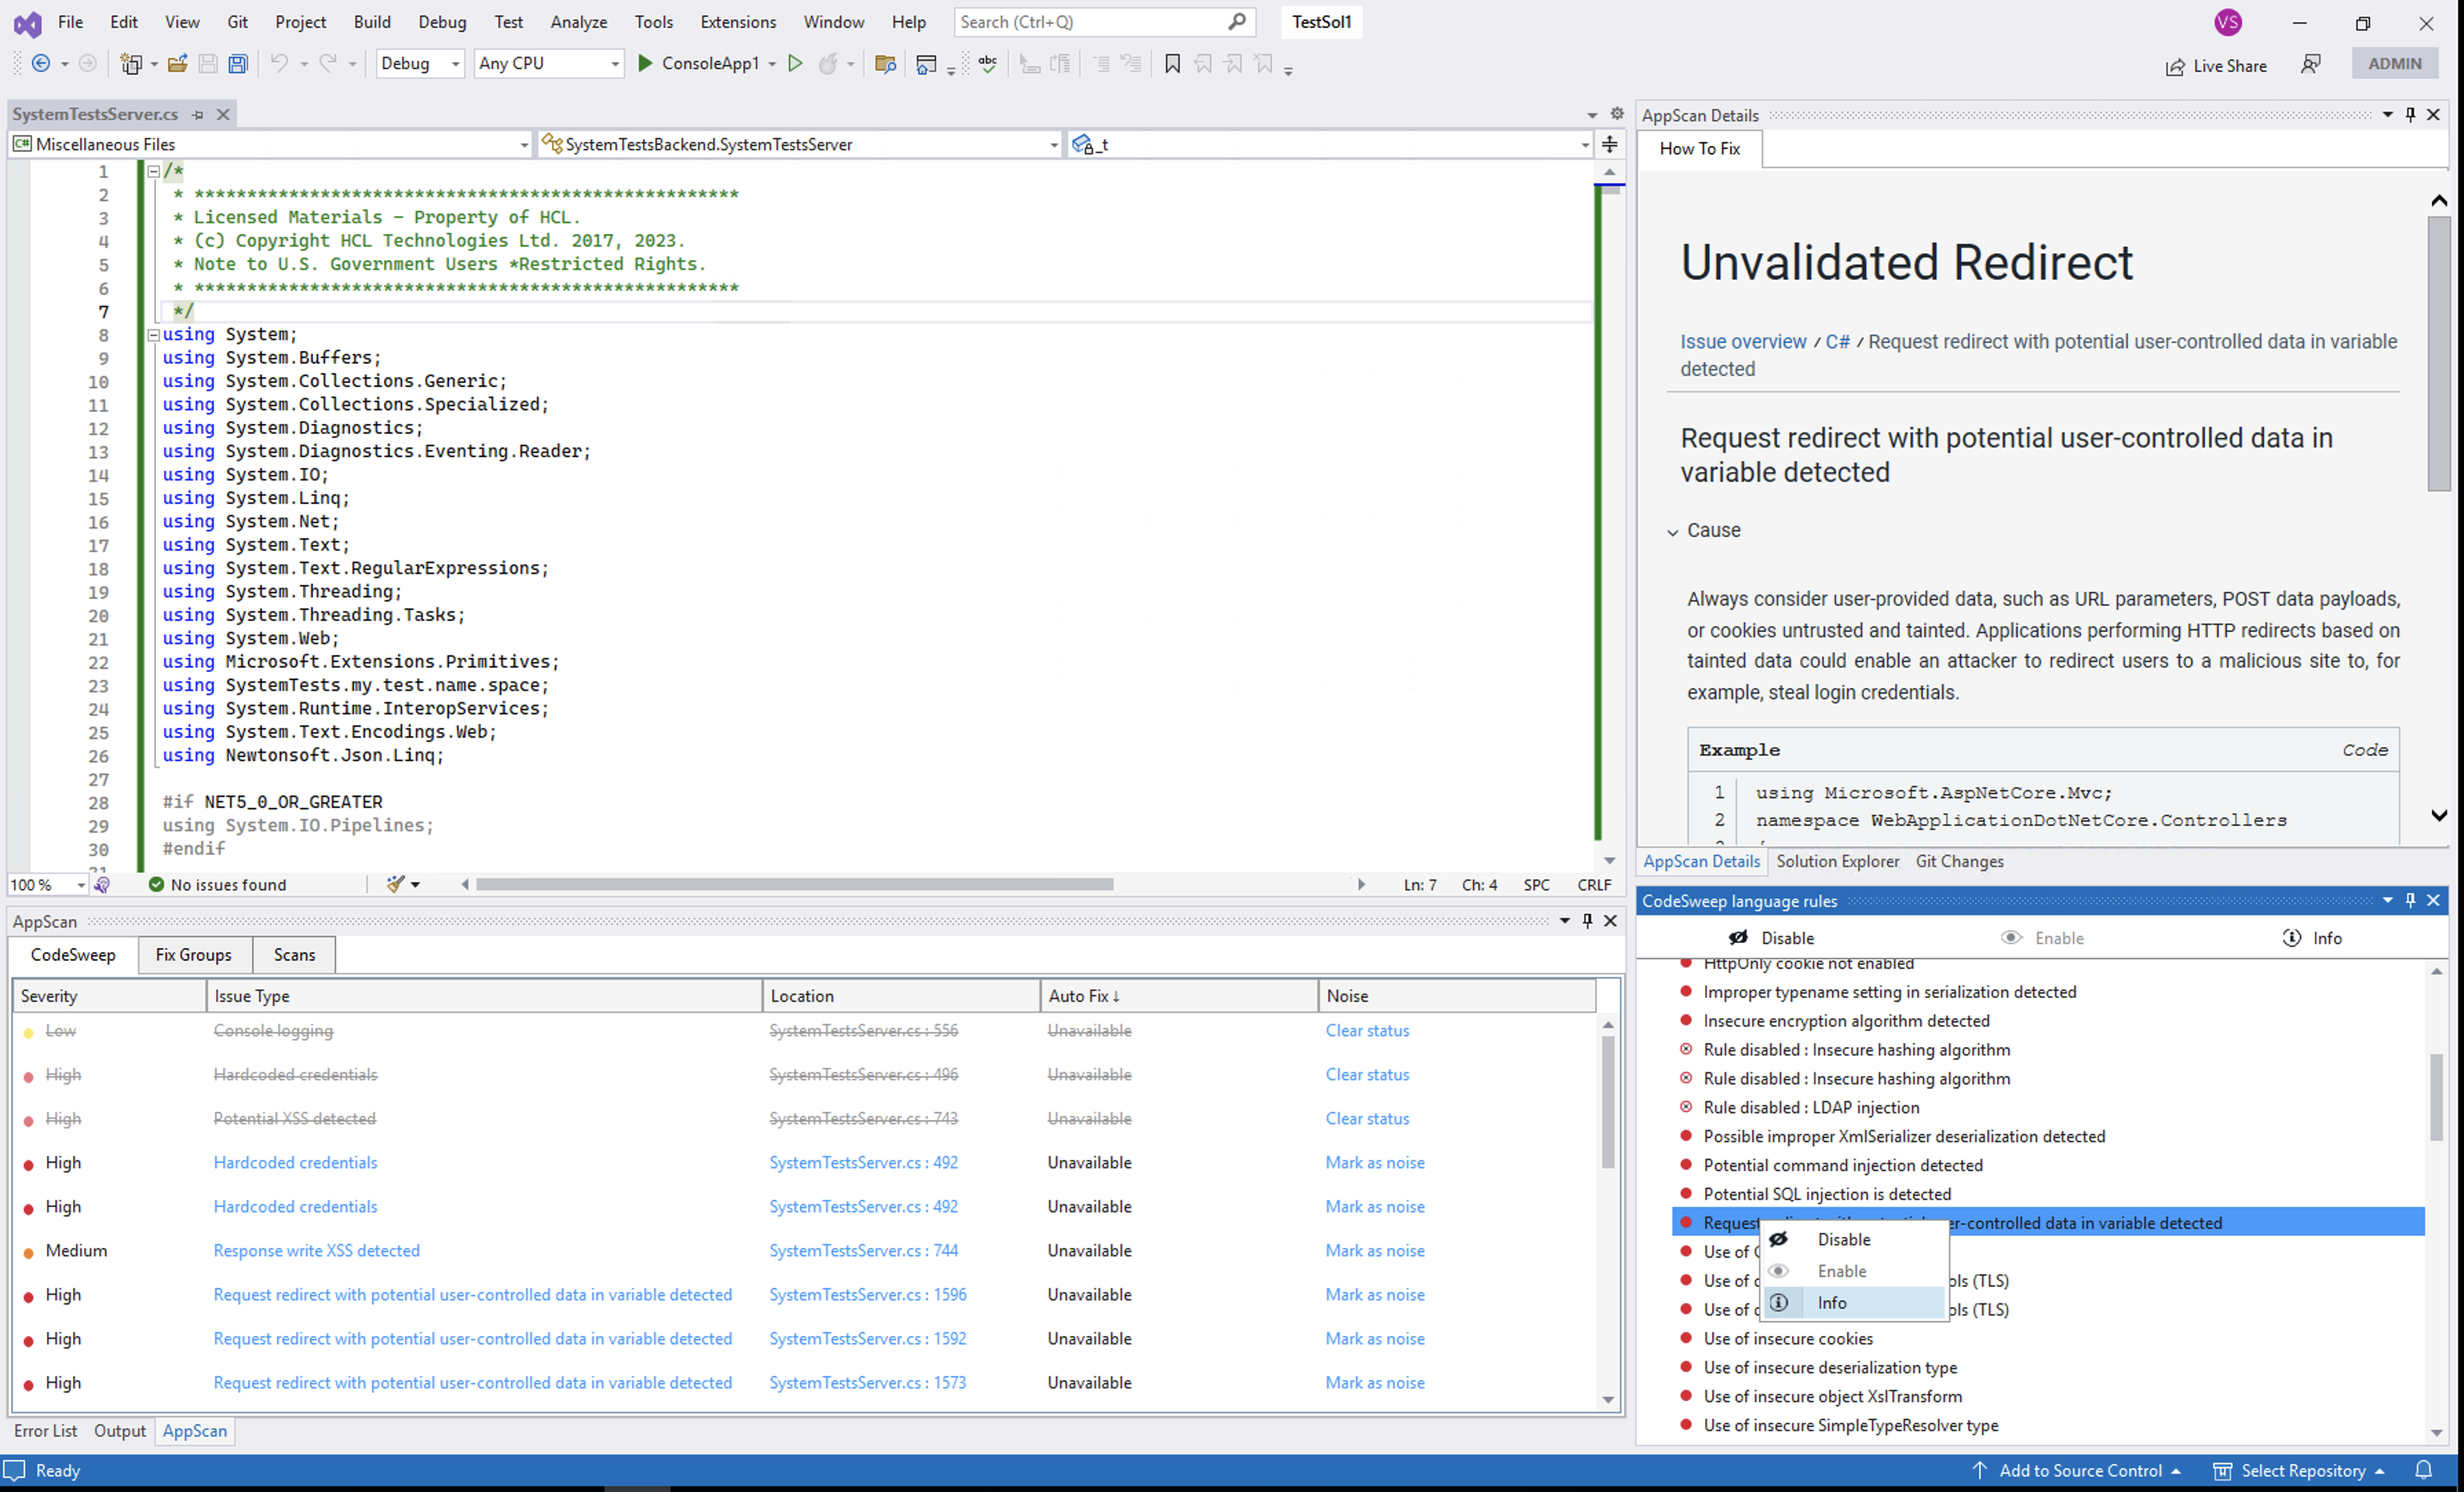 File Edit View Git Project Build Debug Test Analyze Tools Extensions Window Help Search (Ctrl+Q) TestSol1 VS
Debug Any CPU ConsoleApp1 abc Live Share ADMIN
SystemTestsServer.cs
C# Miscellaneous Files SystemTestsBackend.SystemTestsServer _t
1 /*
2 * ****************************************************
3 * Licensed Materials – Property of HCL.
4 * (c) Copyright HCL Technologies Ltd. 2017, 2023.
5 * Note to U.S. Government Users *Restricted Rights.
6 * ****************************************************
7 */
8 using System;
9 using System.Buffers;
10 using System.Collections.Generic;
11 using System.Collections.Specialized;
12 using System.Diagnostics;
13 using System.Diagnostics.Eventing.Reader;
14 using System.IO;
15 using System.Linq;
16 using System.Net;
17 using System.Text;
18 using System.Text.RegularExpressions;
19 using System.Threading;
20 using System.Threading.Tasks;
21 using System.Web;
22 using Microsoft.Extensions.Primitives;
23 using SystemTests.my.test.name.space;
24 using System.Runtime.InteropServices;
25 using System.Text.Encodings.Web;
26 using Newtonsoft.Json.Linq;
27
28 #if NET5_0_OR_GREATER
29 using System.IO.Pipelines;
30 #endif
100 % No issues found Ln: 7 Ch: 4 SPC CRLF
AppScan
CodeSweep Fix Groups Scans
Severity Issue Type Location Auto Fix ↓ Noise
Low Console logging SystemTestsServer.cs : 556 Unavailable Clear status
High Hardcoded credentials SystemTestsServer.cs : 496 Unavailable Clear status
High Potential XSS detected SystemTestsServer.cs : 743 Unavailable Clear status
High Hardcoded credentials SystemTestsServer.cs : 492 Unavailable Mark as noise
High Hardcoded credentials SystemTestsServer.cs : 492 Unavailable Mark as noise
Medium Response write XSS detected SystemTestsServer.cs : 744 Unavailable Mark as noise
High Request redirect with potential user-controlled data in variable detected SystemTestsServer.cs : 1596 Unavailable Mark as noise
High Request redirect with potential user-controlled data in variable detected SystemTestsServer.cs : 1592 Unavailable Mark as noise
High Request redirect with potential user-controlled data in variable detected SystemTestsServer.cs : 1573 Unavailable Mark as noise
Error List Output AppScan
AppScan Details
How To Fix
Unvalidated Redirect
Issue overview / C# / Request redirect with potential user-controlled data in variable
detected
Request redirect with potential user-controlled data in
variable detected
Cause
Always consider user-provided data, such as URL parameters, POST data payloads,
or cookies untrusted and tainted. Applications performing HTTP redirects based on
tainted data could enable an attacker to redirect users to a malicious site to, for
example, steal login credentials.
Example Code
1 using Microsoft.AspNetCore.Mvc;
2 namespace WebApplicationDotNetCore.Controllers
AppScan Details Solution Explorer Git Changes
CodeSweep language rules
Disable Enable Info
HttpOnly cookie not enabled
Improper typename setting in serialization detected
Insecure encryption algorithm detected
Rule disabled : Insecure hashing algorithm
Rule disabled : Insecure hashing algorithm
Rule disabled : LDAP injection
Possible improper XmlSerializer deserialization detected
Potential command injection detected
Potential SQL injection is detected
Request er-controlled data in variable detected
Disable
Use of
Enable
Use of ols (TLS)
Info
Use of ols (TLS)
Use of insecure cookies
Use of insecure deserialization type
Use of insecure object XslTransform
Use of insecure SimpleTypeResolver type
Ready Add to Source Control Select Repository